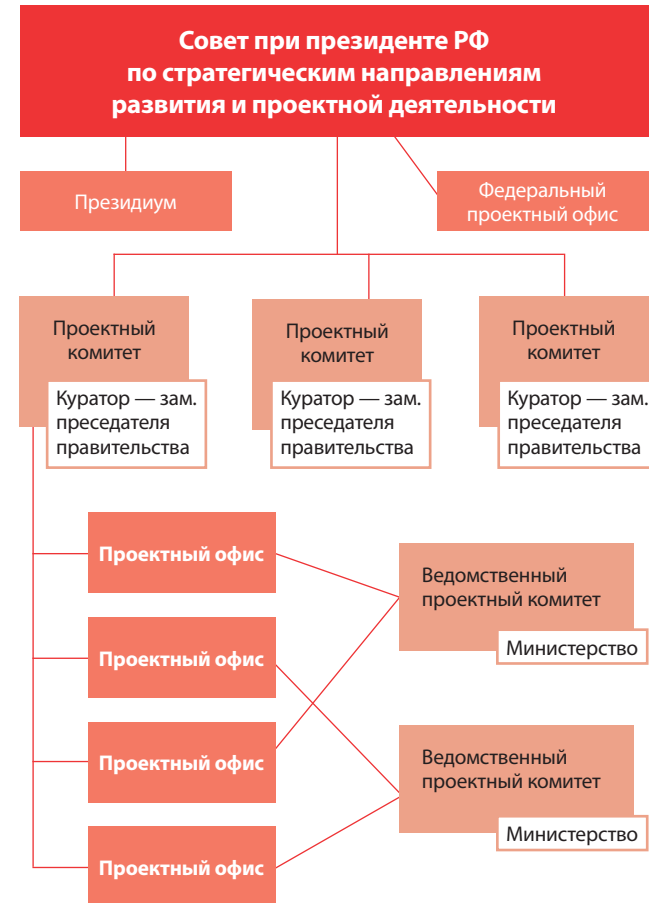 Совет при президенте РФ
по стратегическим направлениям
развития и проектной деятельности
Президиум
Федеральный
проектный офис
Проектный
комитет
Куратор — зам.
преседателя
правительства
Проектный
комитет
Куратор — зам.
преседателя
правительства
Проектный
комитет
Куратор — зам.
преседателя
правительства
Проектный офис
Проектный офис
Проектный офис
Проектный офис
Ведомственный
проектный комитет
Министерство
Ведомственный
проектный комитет
Министерство